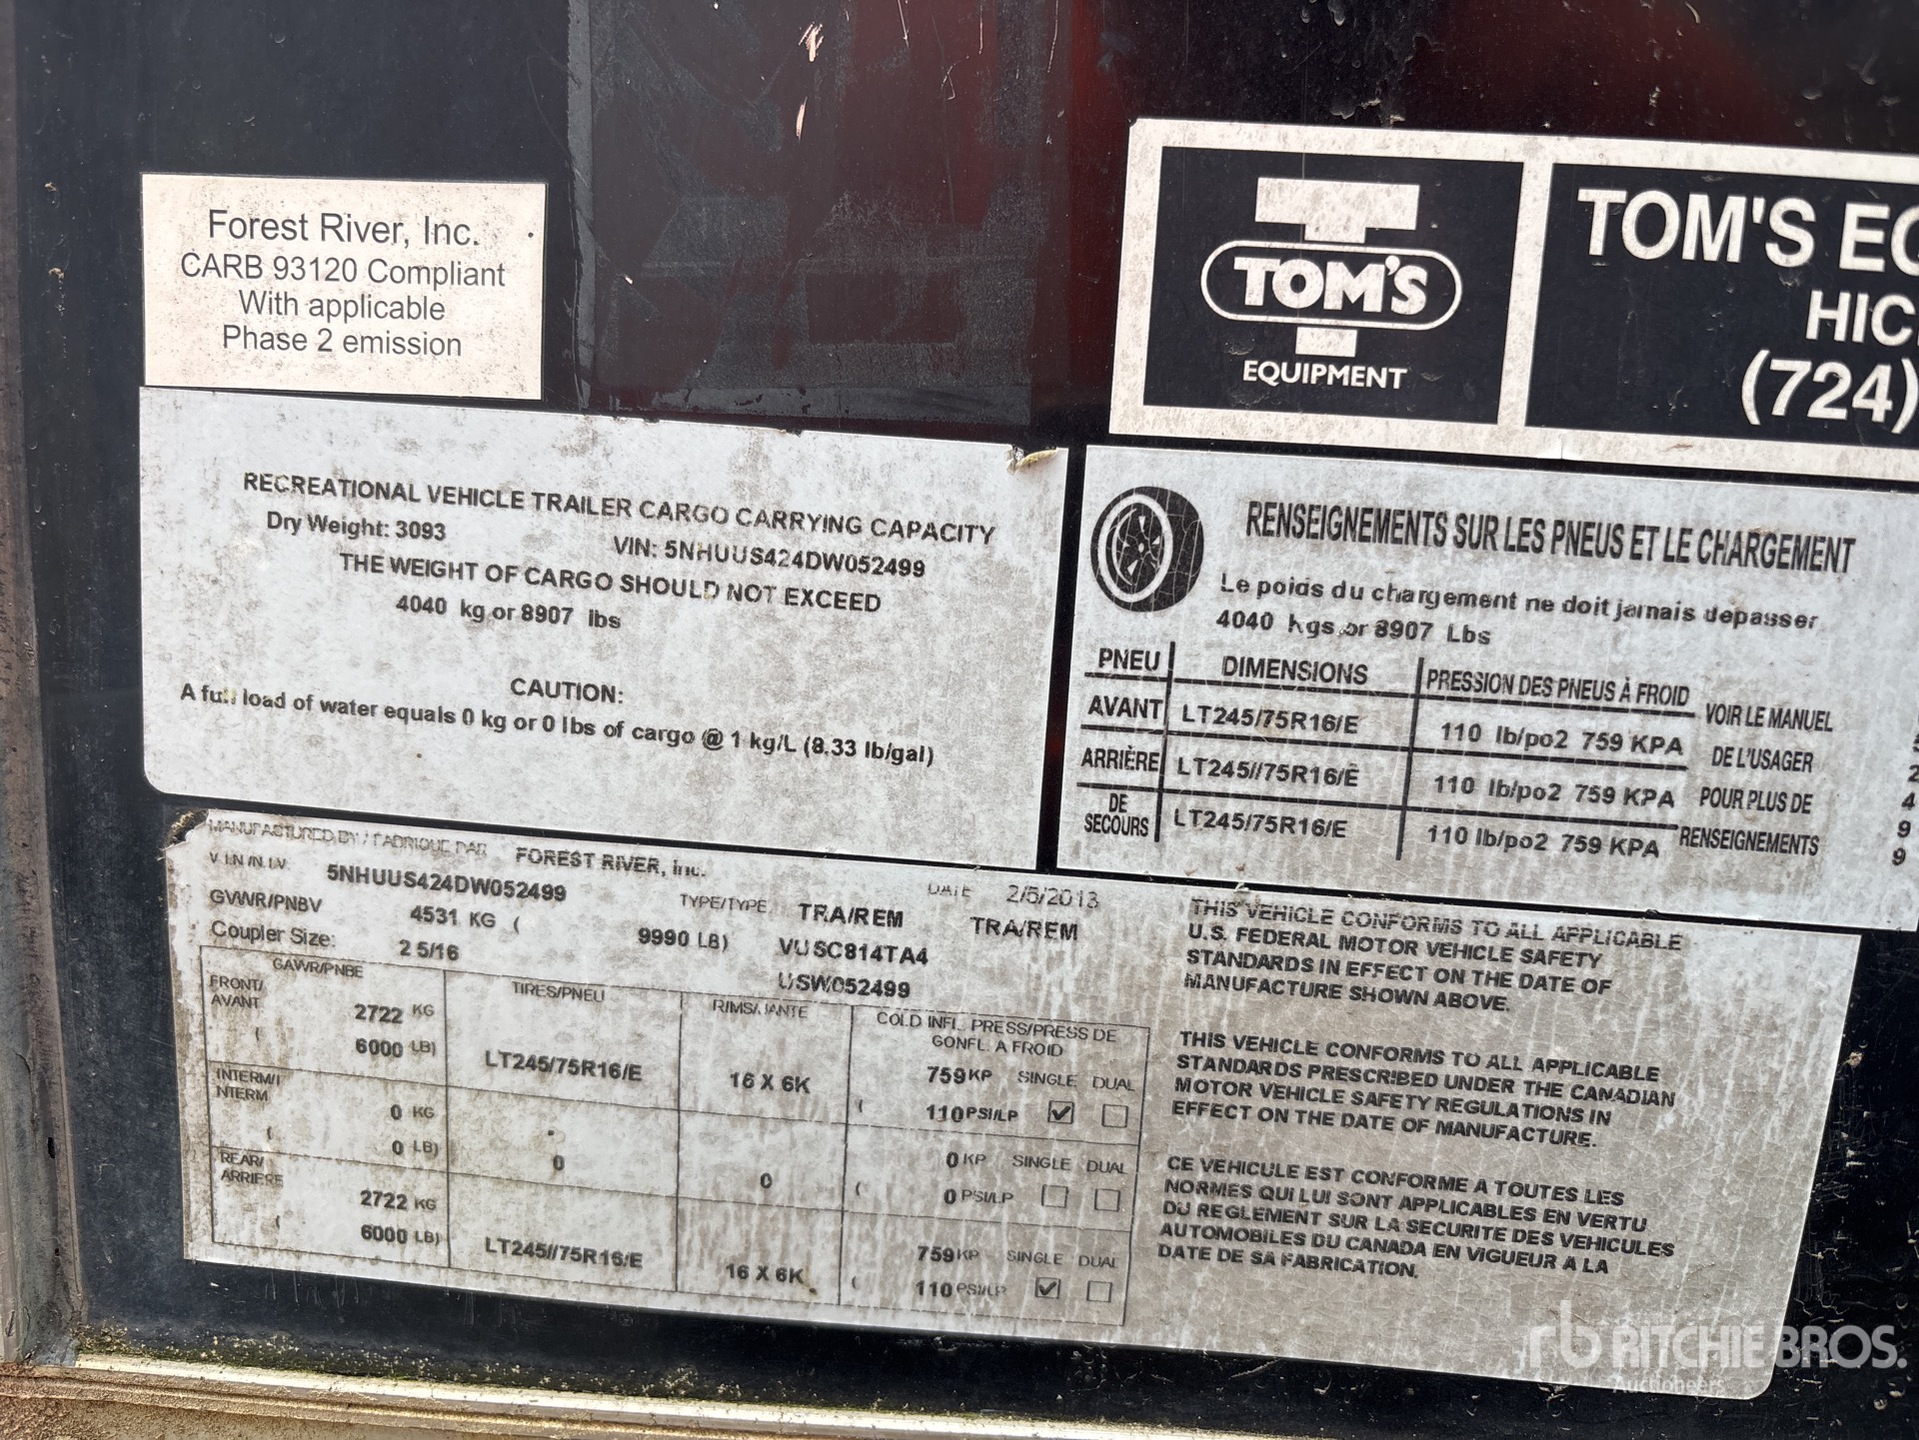 Forest River, Inc.
CARB 93120 Compliant
With applicable
Phase 2 emission
TOM'S
EQUIPMENT
TOM'S EQ
HIC
(724)
RECREATIONAL VEHICLE TRAILER CARGO CARRYING CAPACITY
Dry Weight: 3093 VIN: 5NHUUS424DW052499
THE WEIGHT OF CARGO SHOULD NOT EXCEED
4040 kg or 8907 lbs
CAUTION:
A full load of water equals 0 kg or 0 lbs of cargo @ 1 kg/L (8.33 lb/gal)
RENSEIGNEMENTS SUR LES PNEUS ET LE CHARGEMENT
Le poids du chargement ne doit jamais depasser
4040 kgs or 8907 Lbs
PNEU DIMENSIONS PRESSION DES PNEUS À FROID
AVANT LT245/75R16/E 110 lb/po2 759 KPA
ARRIÈRE LT245//75R16/E 110 lb/po2 759 KPA
DE SECOURS LT245/75R16/E 110 lb/po2 759 KPA
VOIR LE MANUEL
DE L'USAGER
POUR PLUS DE
RENSEIGNEMENTS
2
4
9
9
MANUFACTURED BY / FABRIQUE PAR FOREST RIVER, Inc. DATE 2/5/2013
V.I.N./N.I.V. 5NHUUS424DW052499 TYPE/TYPE TRA/REM TRA/REM
GVWR/PNBV 4531 KG ( 9990 LB) VUSC814TA4
Coupler Size: 2 5/16 USW052499
GAWR/PNBE TIRES/PNEU RIMS/JANTE COLD INFL. PRESS/PRESS DE
GONFL. A FROID
FRONT/
AVANT 2722 KG
( 6000 LB) LT245/75R16/E 16 X 6K 759 KP SINGLE DUAL
( 110 PSI/LP
INTERM/I
NTERM 0 KG
( 0 LB) 0 0 0 KP SINGLE DUAL
( 0 PSI/LP
REAR/
ARRIERE 2722 KG
( 6000 LB) LT245//75R16/E 16 X 6K 759 KP SINGLE DUAL
( 110 PSI/LP
THIS VEHICLE CONFORMS TO ALL APPLICABLE
U.S. FEDERAL MOTOR VEHICLE SAFETY
STANDARDS IN EFFECT ON THE DATE OF
MANUFACTURE SHOWN ABOVE.
THIS VEHICLE CONFORMS TO ALL APPLICABLE
STANDARDS PRESCRIBED UNDER THE CANADIAN
MOTOR VEHICLE SAFETY REGULATIONS IN
EFFECT ON THE DATE OF MANUFACTURE.
CE VEHICULE EST CONFORME A TOUTES LES
NORMES QUI LUI SONT APPLICABLES EN VERTU
DU REGLEMENT SUR LA SECURITE DES VEHICULES
AUTOMOBILES DU CANADA EN VIGUEUR A LA
DATE DE SA FABRICATION.
rb RITCHIE BROS.
Auctioneers